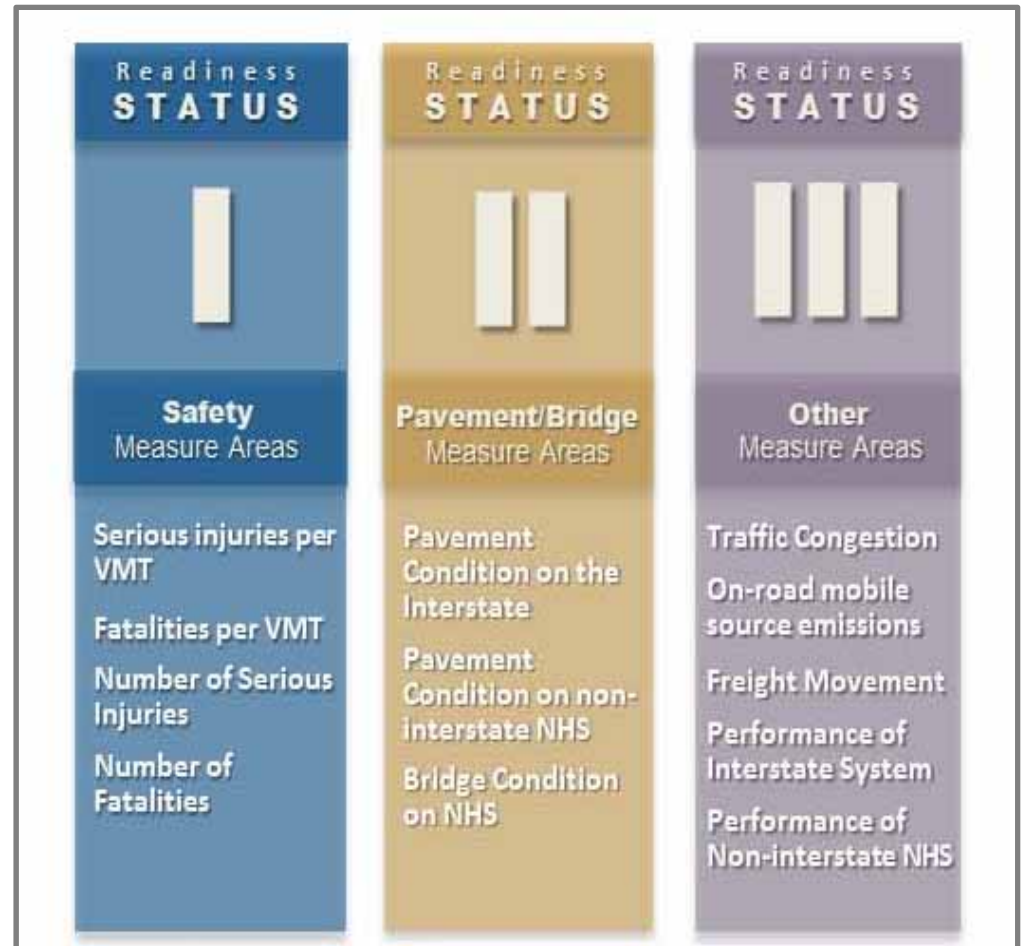 Readiness
STATUS
I
Safety
Measure Areas
Serious injuries per
VMT
Fatalities per VMT
Number of Serious
Injuries
Number of
Fatalities
Readiness
STATUS
II
Pavement/Bridge
Measure Areas
Pavement
Condition on the
Interstate
Pavement
Condition on non-
interstate NHS
Bridge Condition
on NHS
Readiness
STATUS
III
Other
Measure Areas
Traffic Congestion
On-road mobile
source emissions
Freight Movement
Performance of
Interstate System
Performance of
Non-interstate NHS